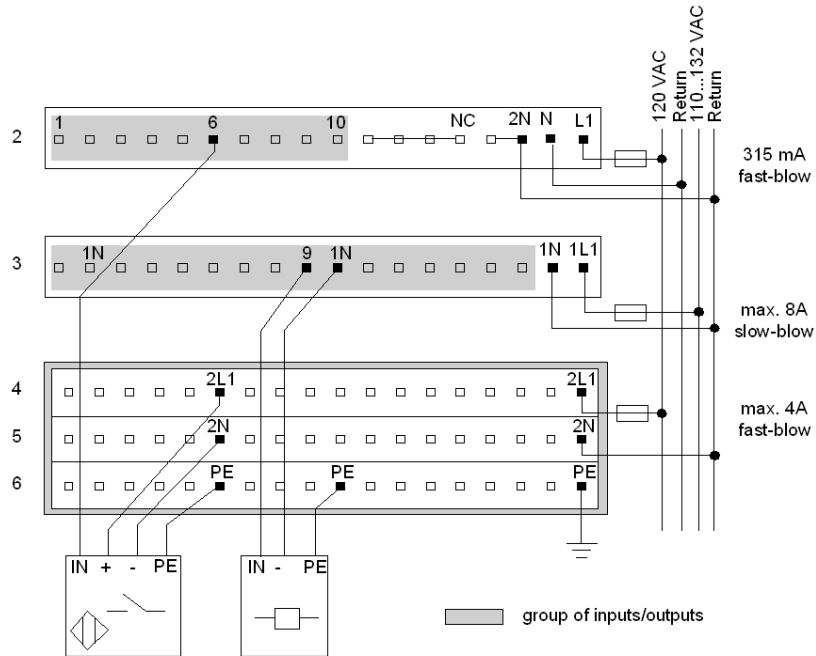 120 VAC
Return
110...132 VAC
Return
2
1
6
10
NC
2N
N
L1
315 mA
fast-blow
3
1N
9
1N
1N
1L1
max. 8A
slow-blow
4
2L1
2L1
max. 4A
fast-blow
5
2N
2N
6
PE
PE
PE
IN + - PE
IN - PE
group of inputs/outputs